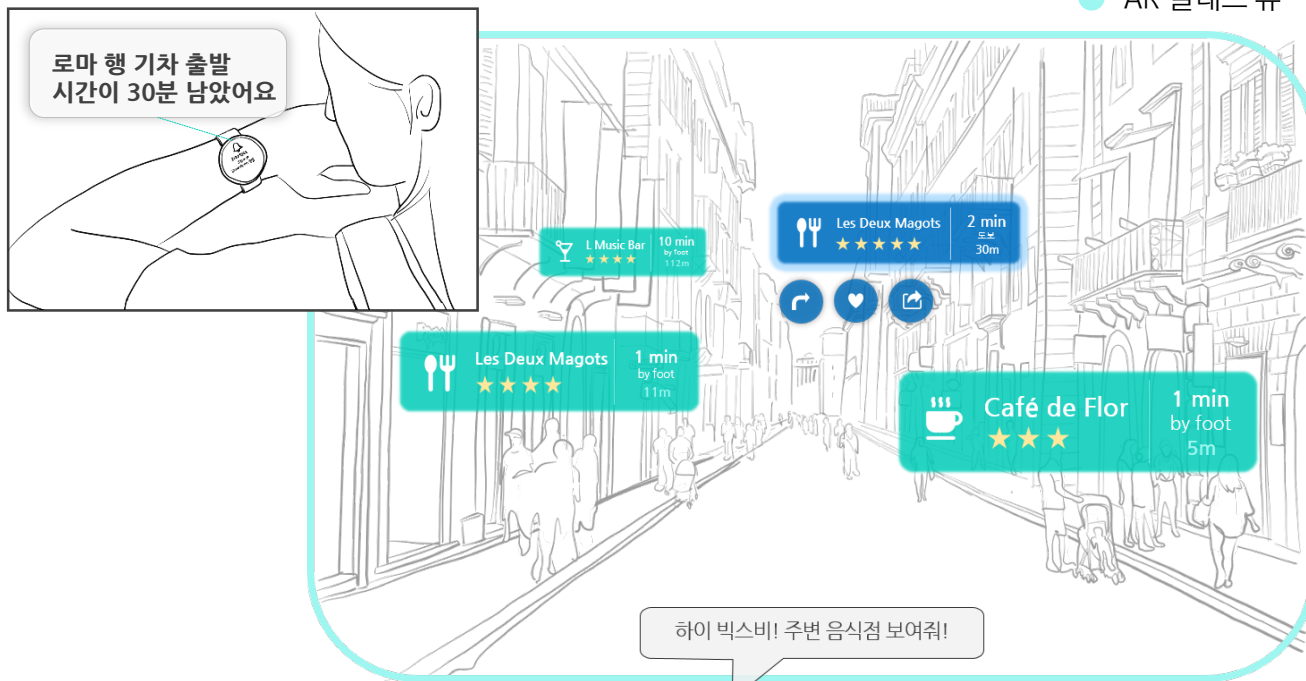 AR 글래스 뷰
로마 행 기차 출발
시간이 30분 남았어요
Les Deux Magots
2 min
도보
30m
L Music Bar
10 min
by foot
112m
Les Deux Magots
1 min
by foot
11m
Café de Flor
1 min
by foot
5m
하이 빅스비! 주변 음식점 보여줘!